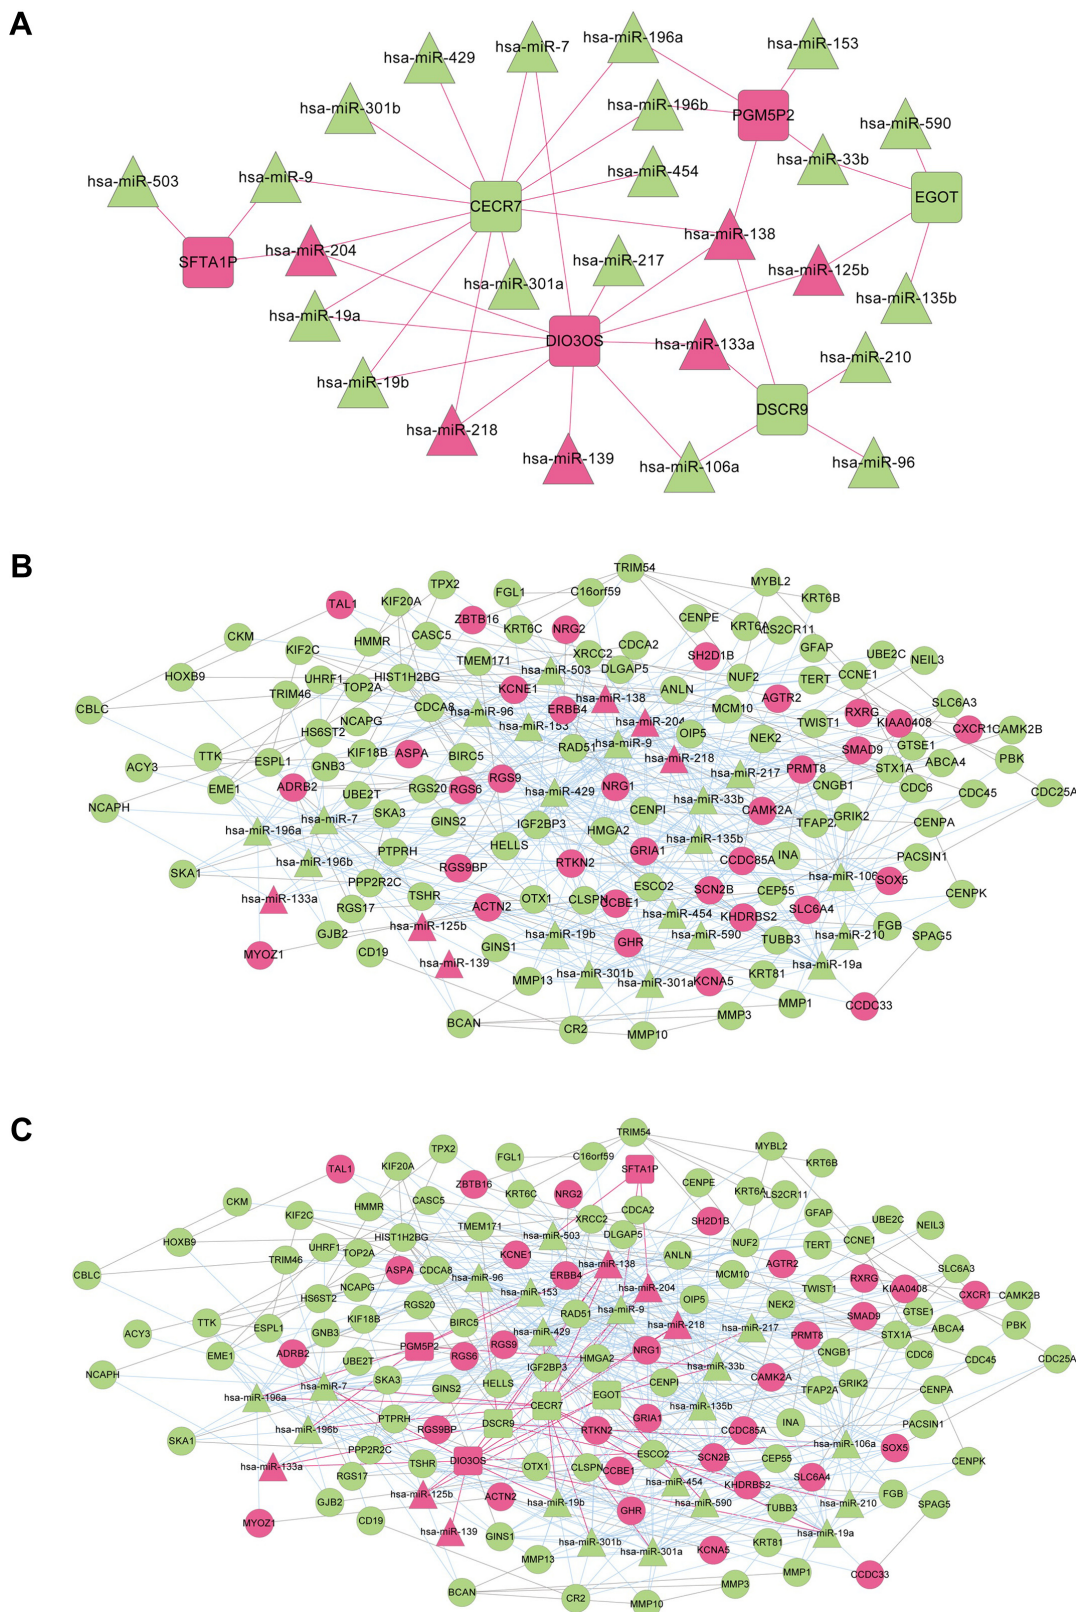 A
hsa-miR-429
hsa-miR-7
hsa-miR-196a
hsa-miR-153
hsa-miR-301b
hsa-miR-196b
PGM5P2
hsa-miR-590
hsa-miR-503
hsa-miR-9
hsa-miR-454
hsa-miR-33b
CECR7
EGOT
SFTA1P
hsa-miR-204
hsa-miR-138
hsa-miR-217
hsa-miR-125b
hsa-miR-301a
hsa-miR-135b
hsa-miR-19a
DIO3OS
hsa-miR-133a
hsa-miR-210
hsa-miR-19b
DSCR9
hsa-miR-218
hsa-miR-139
hsa-miR-106a
hsa-miR-96
B
TRIM54
TPX2
FGL1
C16orf59
MYBL2
KRT6B
TAL1
KIF20A
ZBTB16
NRG2
CENPE
KRT6A
ALS2CR11
CKM
KIF2C
HMMR
CASC5
KRT6C
XRCC2
CDCA2
SH2D1B
GFAP
UBE2C
NEIL3
HOXB9
UHRF1
TOP2A
HIST1H2BG
TMEM171
hsa-miR-503
DLGAP5
NUF2
TERT
CCNE1
CBLC
TRIM46
KCNE1
hsa-miR-138
ANLN
AGTR2
SLC6A3
NCAPG
CDCA8
hsa-miR-96
ERBB4
hsa-miR-204
MCM10
RXRG
KIAA0408
CXCR1
CAMK2B
HS6ST2
hsa-miR-153
OIP5
TWIST1
TTK
KIF18B
ASPA
BIRC5
RAD51
hsa-miR-9
NEK2
SMAD9
GTSE1
PBK
ACY3
ESPL1
GNB3
hsa-miR-218
hsa-miR-217
PRMT8
STX1A
ABCA4
EME1
ADRB2
UBE2T
RGS20
RGS6
RGS9
hsa-miR-429
NRG1
CNGB1
CDC6
CDC45
CDC25A
NCAPH
SKA3
hsa-miR-33b
CAMK2A
GRIK2
hsa-miR-196a
hsa-miR-7
GINS2
IGF2BP3
CENPI
HMGA2
TFAP2
CENPA
PTPRH
HELLS
hsa-miR-135b
SKA1
hsa-miR-196b
RGS9BP
RTKN2
GRIA1
CCDC85A
INA
PACSIN1
hsa-miR-133a
PPP2R2C
TSHR
ESCO2
SCN2B
CEP55
hsa-miR-106
SOX5
CENPK
RGS17
ACTN2
OTX1
CLSPN
CCBE1
hsa-miR-454
KHDRBS2
SLC6A4
GJB2
hsa-miR-125b
hsa-miR-19b
hsa-miR-590
FGB
SPAG5
MYOZ1
CD19
GINS1
GHR
TUBB3
hsa-miR-210
hsa-miR-139
MMP13
hsa-miR-301b
hsa-miR-301a
KCNA5
KRT81
hsa-miR-19a
BCAN
CR2
MMP10
MMP3
MMP1
CCDC33
C
TRIM54
TPX2
FGL1
C16orf59
SFTA1P
MYBL2
KRT6B
TAL1
KIF20A
ZBTB16
KRT6C
NRG2
CENPE
KRT6A
ALS2CR11
CKM
KIF2C
HMMR
CASC5
CDCA2
SH2D1B
GFAP
UBE2C
NEIL3
HOXB9
UHRF1
TOP2A
HIST1H2BG
TMEM171
XRCC2
hsa-miR-503
DLGAP5
NUF2
TERT
CCNE1
CBLC
TRIM46
ASPA
CDCA8
KCNE1
hsa-miR-138
ANLN
AGTR2
SLC6A3
NCAPG
hsa-miR-96
ERBB4
hsa-miR-204
MCM10
RXRG
KIAA0408
CXCR1
CAMK2B
HS6ST2
RGS20
hsa-miR-153
OIP5
TWIST1
TTK
KIF18B
BIRC5
RAD51
hsa-miR-9
NEK2
SMAD9
GTSE1
PBK
ACY3
ESPL1
GNB3
hsa-miR-429
hsa-miR-218
hsa-miR-217
PRMT8
STX1A
ABCA4
EME1
ADRB2
UBE2T
PGM5P2
RGS6
RGS9
NRG1
CNGB1
CDC6
CDC45
CDC25A
NCAPH
SKA3
IGF2BP3
HMGA2
hsa-miR-33b
CAMK2A
hsa-miR-196a
hsa-miR-7
GINS2
HELLS
EGOT
CENPI
TFAP2A
GRIK2
CENPA
PTPRH
CECR7
hsa-miR-135b
SKA1
hsa-miR-196b
RGS9BP
DSCR9
RTKN2
GRIA1
CCDC85A
INA
PACSIN1
PPP2R2C
hsa-miR-106a
SOX5
hsa-miR-133a
RGS17
TSHR
DIO3OS
OTX1
CLSPN
CCBE1
ESCO2
SCN2B
CEP55
CENPK
hsa-miR-454
KHDRBS2
SLC6A4
GJB2
hsa-miR-125b
ACTN2
hsa-miR-19b
GHR
hsa-miR-590
TUBB3
hsa-miR-210
FGB
SPAG5
MYOZ1
CD19
hsa-miR-139
GINS1
hsa-miR-301b
hsa-miR-301a
KCNA5
KRT81
hsa-miR-19a
MMP13
MMP1
CCDC33
BCAN
CR2
MMP10
MMP3